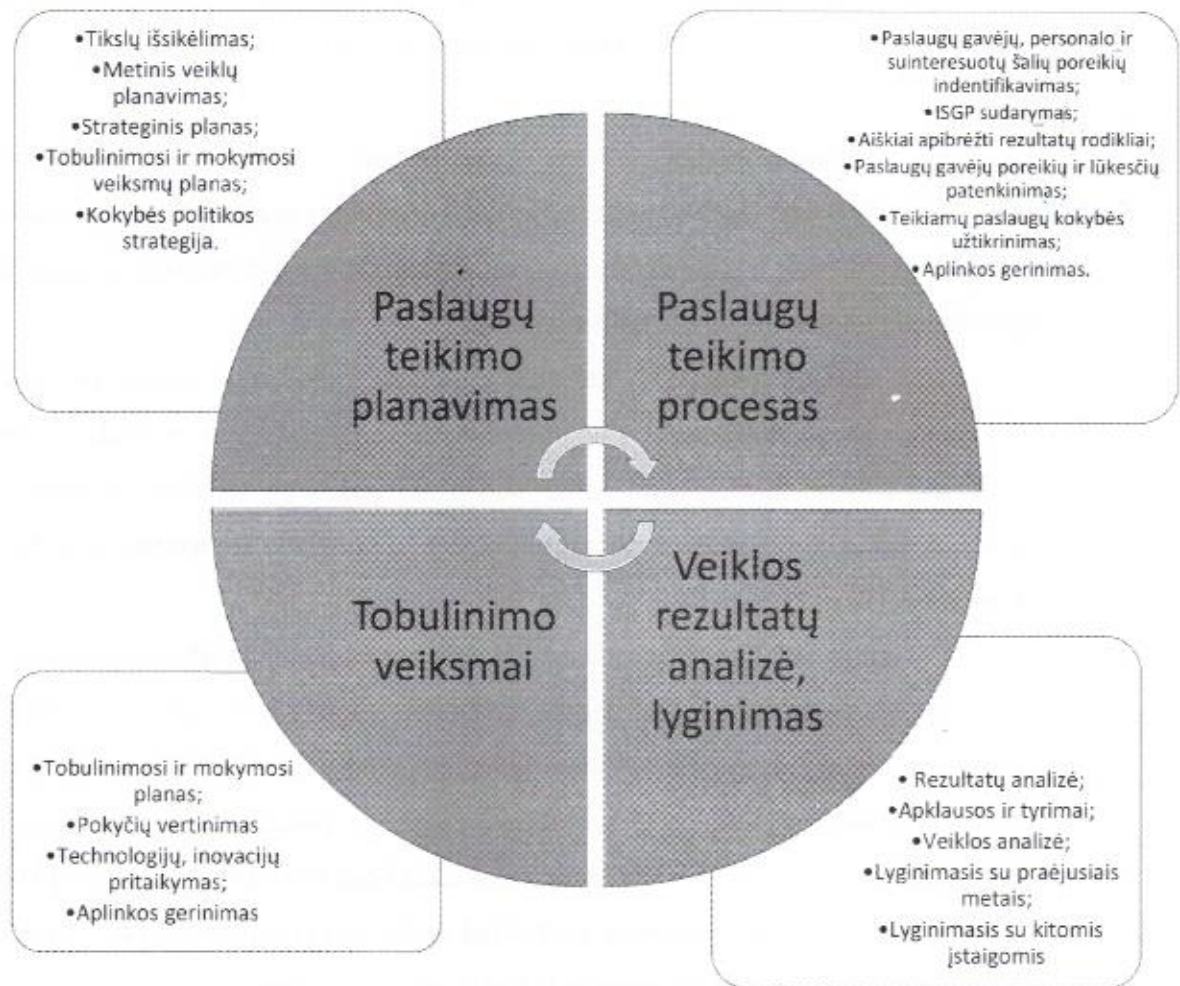 •Tikslų išsikėlimas;
•Metinis veiklų
planavimas;
•Strateginis planas;
•Tobulinimosi ir mokymosi
veiksmų planas;
•Kokybės politikos
strategija.
•Paslaugų gavėjų, personalo ir
suinteresuotų šalių poreikių
indentifikavimas;
•ISGP sudarymas;
•Aiškiai apibrėžti rezultatų rodikliai;
•Paslaugų gavėjų poreikių ir lūkesčių
patenkinimas;
•Teikiamų paslaugų kokybės
užtikrinimas;
•Aplinkos gerinimas.
Paslaugų
teikimo
planavimas
Paslaugų
teikimo
procesas
Tobulinimo
veiksmai
Veiklos
rezultatų
analizė,
lyginimas
•Tobulinimosi ir mokymosi
planas;
•Pokyčių vertinimas
•Technologijų, inovacijų
pritaikymas;
•Aplinkos gerinimas
• Rezultatų analizė;
•Apklausos ir tyrimai;
•Veiklos analizė;
•Lyginimasis su praėjusiais
metais;
•Lyginimasis su kitomis
įstaigomis